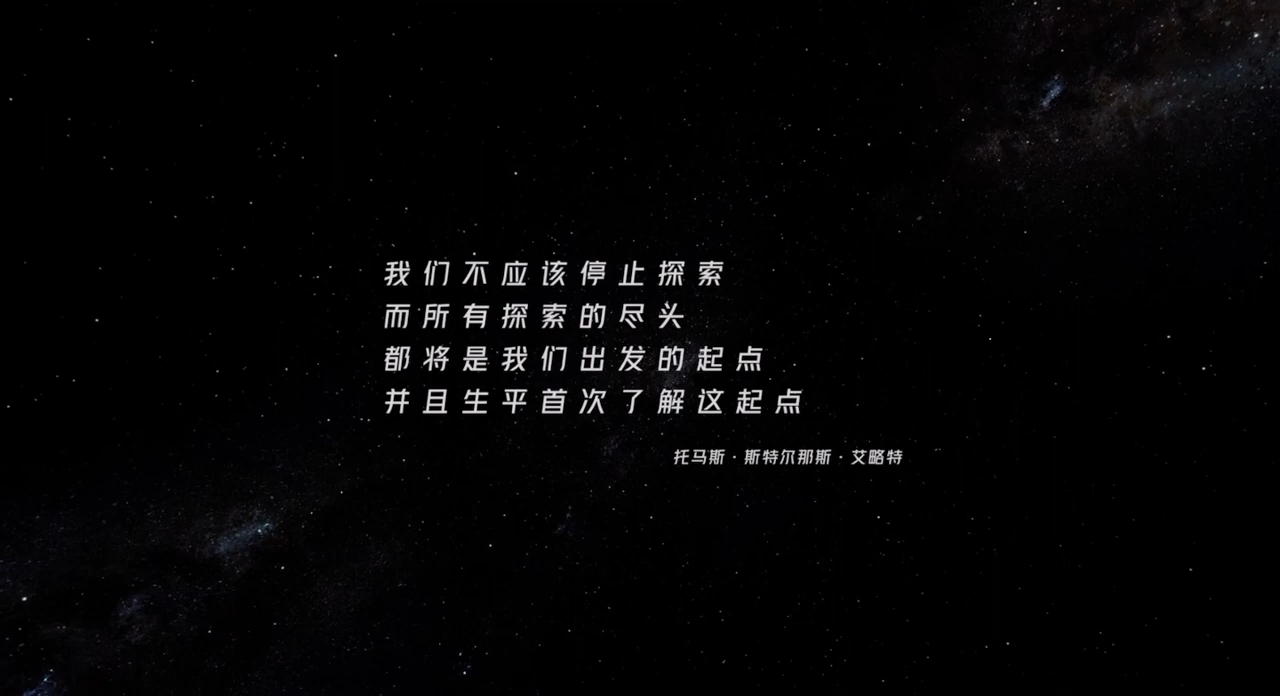 我们不应该停止探索
而所有探索的尽头
都将是我们出发的起点
并且生平首次了解这起点
托马斯·斯特尔那斯·艾略特